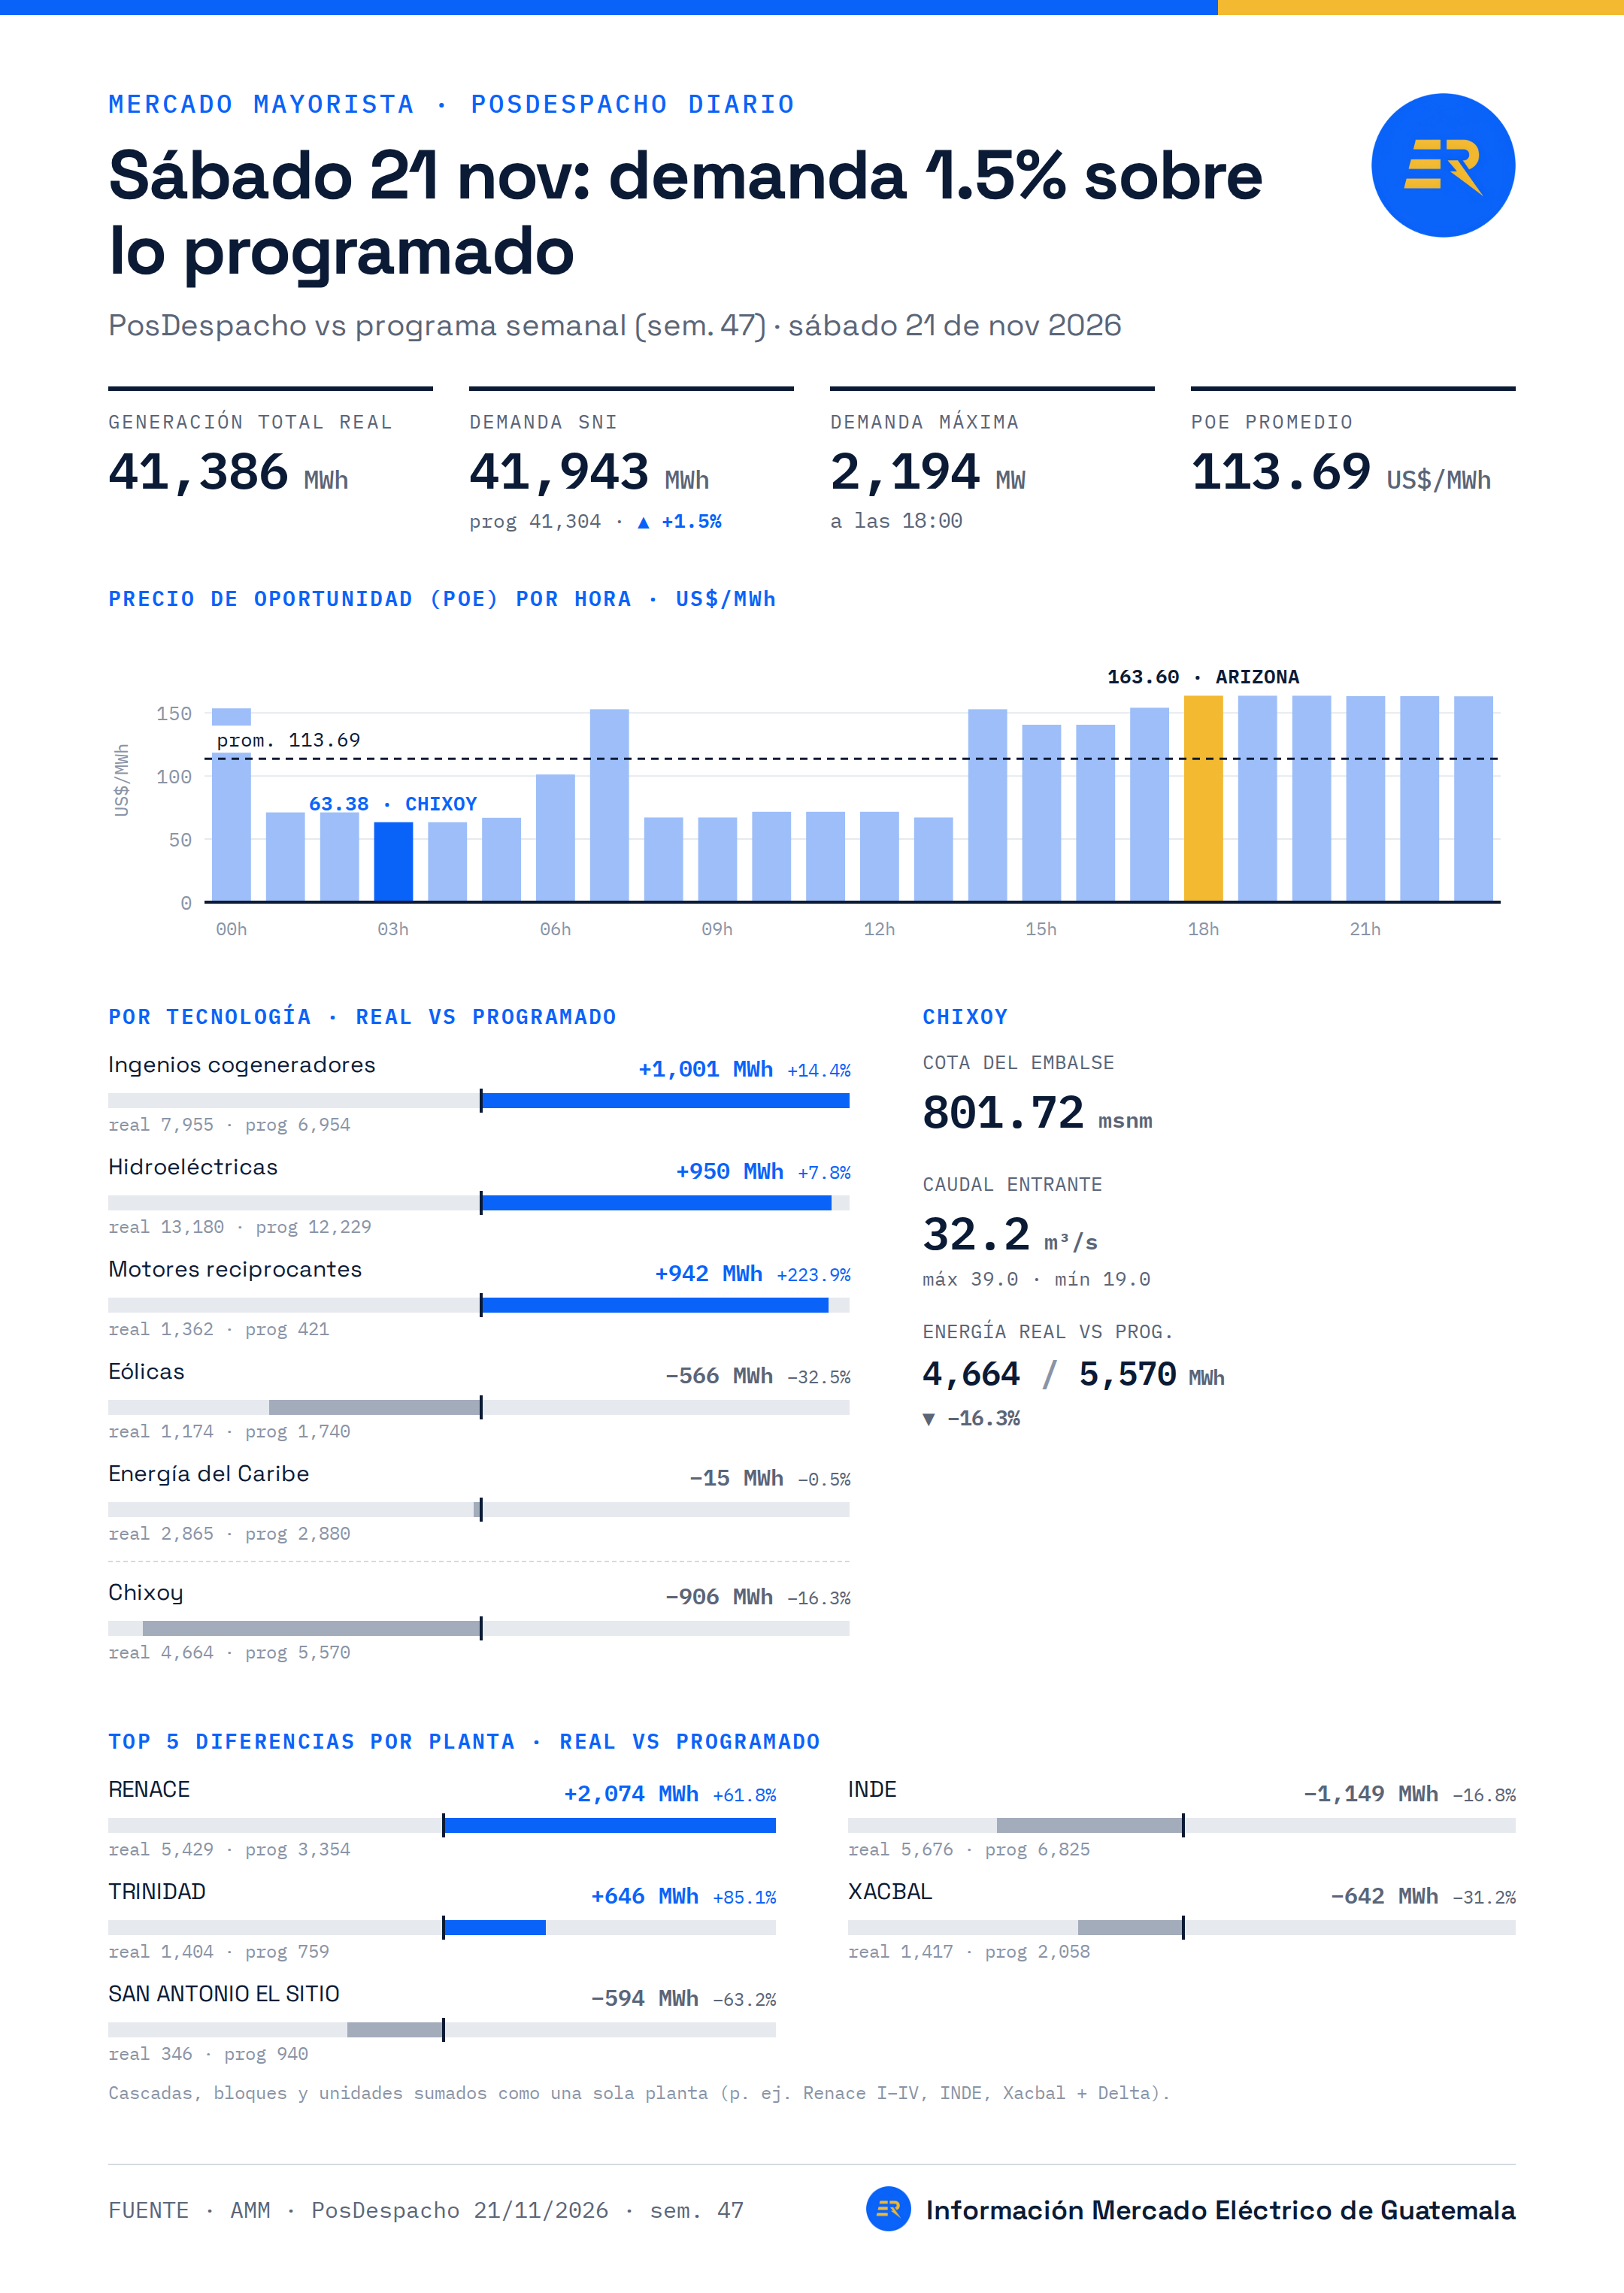 MERCADO MAYORISTA · POSDESPACHO DIARIO
Sábado 21 nov: demanda 1.5% sobre
lo programado
PosDespacho vs programa semanal (sem. 47) · sábado 21 de nov 2026
ER
GENERACIÓN TOTAL REAL
41,386 MWh
DEMANDA SNI
41,943 MWh
prog 41,304 · ▲ +1.5%
DEMANDA MÁXIMA
2,194 MW
a las 18:00
POE PROMEDIO
113.69 US$/MWh
PRECIO DE OPORTUNIDAD (POE) POR HORA · US$/MWh
163.60 · ARIZONA
prom. 113.69
63.38 · CHIXOY
US$/MWh
150
100
50
0
00h 03h 06h 09h 12h 15h 18h 21h
POR TECNOLOGÍA · REAL VS PROGRAMADO
Ingenios cogeneradores +1,001 MWh +14.4%
real 7,955 · prog 6,954
Hidroeléctricas +950 MWh +7.8%
real 13,180 · prog 12,229
Motores reciprocantes +942 MWh +223.9%
real 1,362 · prog 421
Eólicas −566 MWh −32.5%
real 1,174 · prog 1,740
Energía del Caribe −15 MWh −0.5%
real 2,865 · prog 2,880
Chixoy −906 MWh −16.3%
real 4,664 · prog 5,570
CHIXOY
COTA DEL EMBALSE
801.72 msnm
CAUDAL ENTRANTE
32.2 m³/s
máx 39.0 · mín 19.0
ENERGÍA REAL VS PROG.
4,664 / 5,570 MWh
▼ −16.3%
TOP 5 DIFERENCIAS POR PLANTA · REAL VS PROGRAMADO
RENACE +2,074 MWh +61.8%
real 5,429 · prog 3,354
INDE −1,149 MWh −16.8%
real 5,676 · prog 6,825
TRINIDAD +646 MWh +85.1%
real 1,404 · prog 759
XACBAL −642 MWh −31.2%
real 1,417 · prog 2,058
SAN ANTONIO EL SITIO −594 MWh −63.2%
real 346 · prog 940
Cascadas, bloques y unidades sumados como una sola planta (p. ej. Renace I–IV, INDE, Xacbal + Delta).
FUENTE · AMM · PosDespacho 21/11/2026 · sem. 47
ER Información Mercado Eléctrico de Guatemala